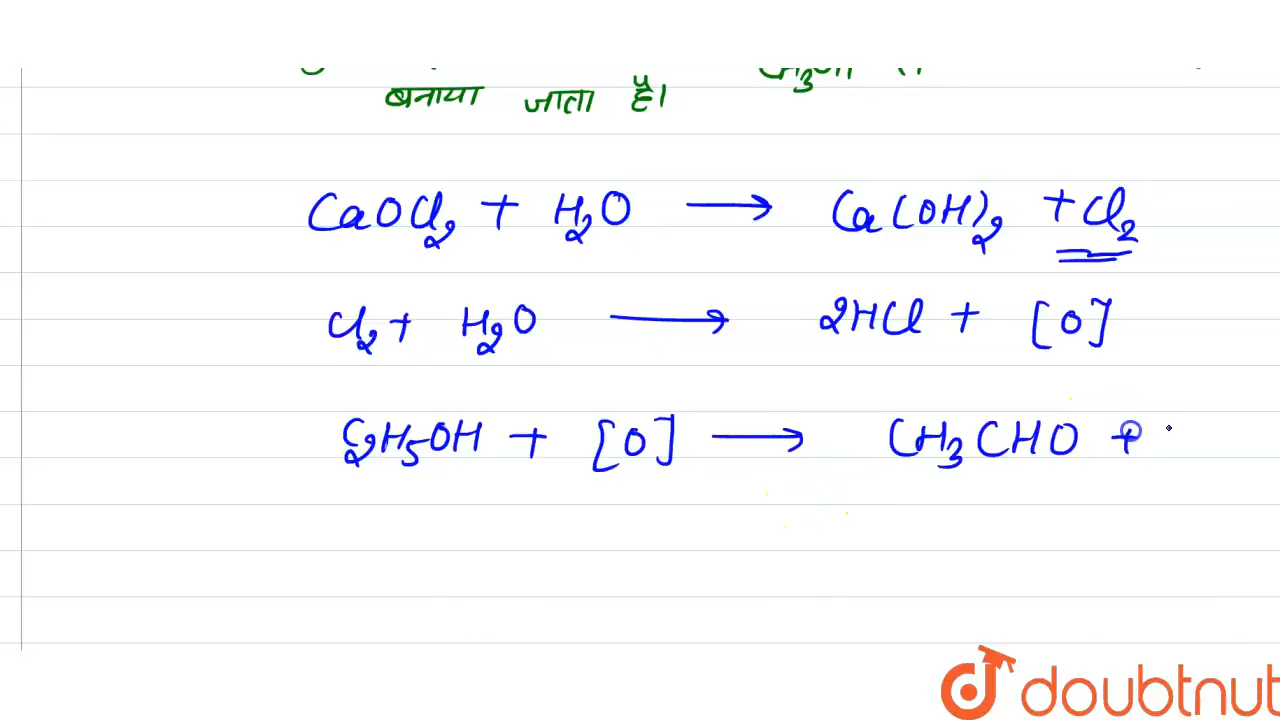 बनाया जाता है।
CaOCl₂ + H₂O ⟶ Ca(OH)₂ + Cl₂
Cl₂ + H₂O ⟶ 2HCl + [O]
C₂H₅OH + [O] ⟶ CH₃CHO +
doubtnut